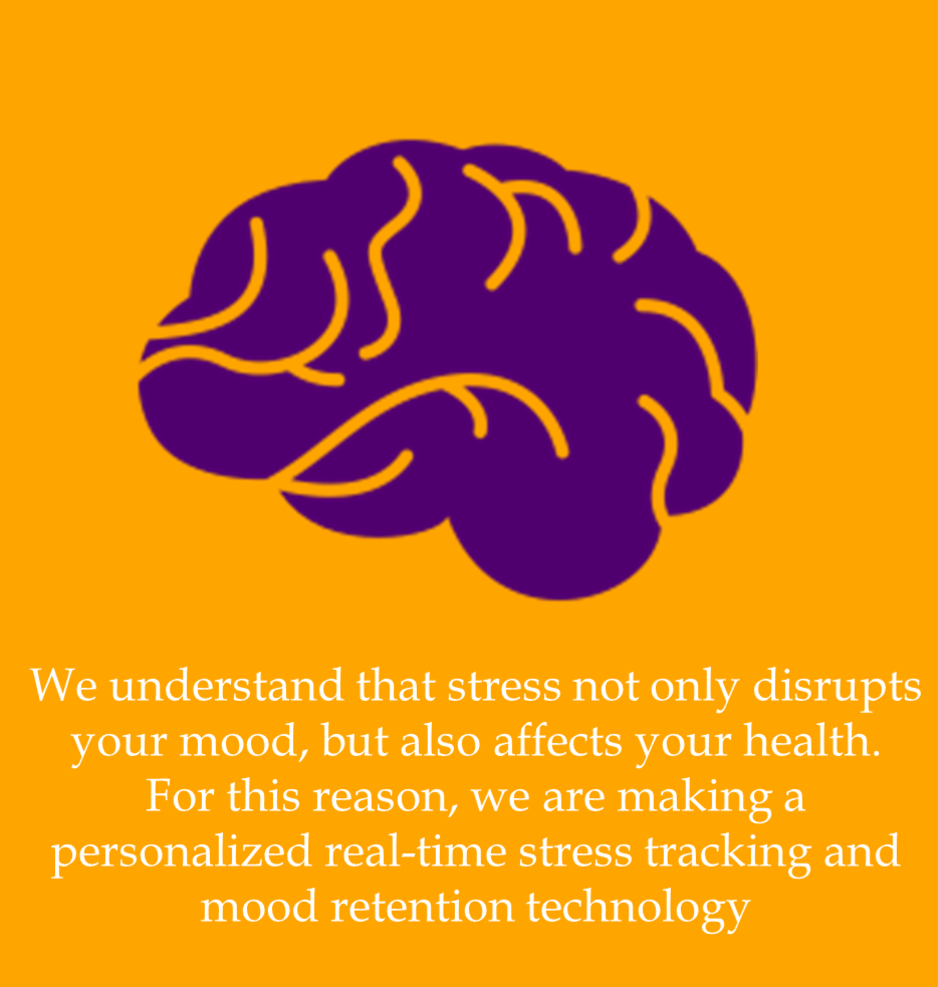 We understand that stress not only disrupts
your mood, but also affects your health.
For this reason, we are making a
personalized real-time stress tracking and
mood retention technology